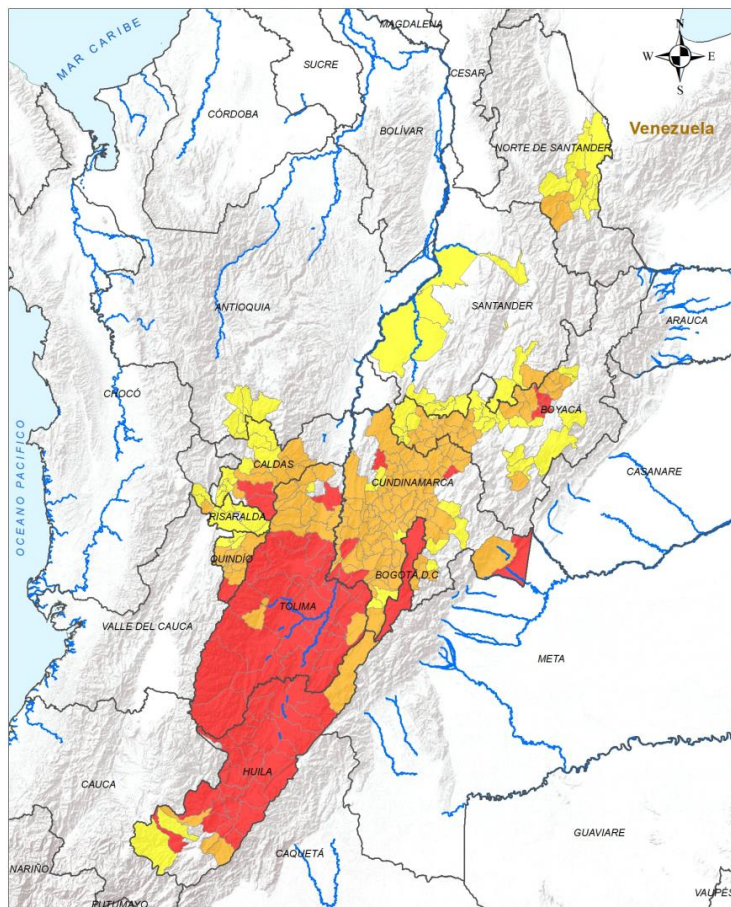 MAGDALENA
N
MAR CARIBE
SUCRE
W
E
CESAR
S
CÓRDOBA
BOLÍVAR
Venezuela
NORTE DE SANTANDER
ANTIOQUIA
SANTANDER
ARAUCA
CHOCÓ
BOYACÁ
CALDAS
CUNDINAMARCA
CASANARE
OCEANO PACIFICO
RISARALDA
QUINDÍO
BOGOTÁ,D.C
TOLIMA
VALLE DEL CAUCA
META
HUILA
CAUCA
GUAVIARE
CAQUETÁ
NARIÑO
PUTUMAYO
VAUPÉS